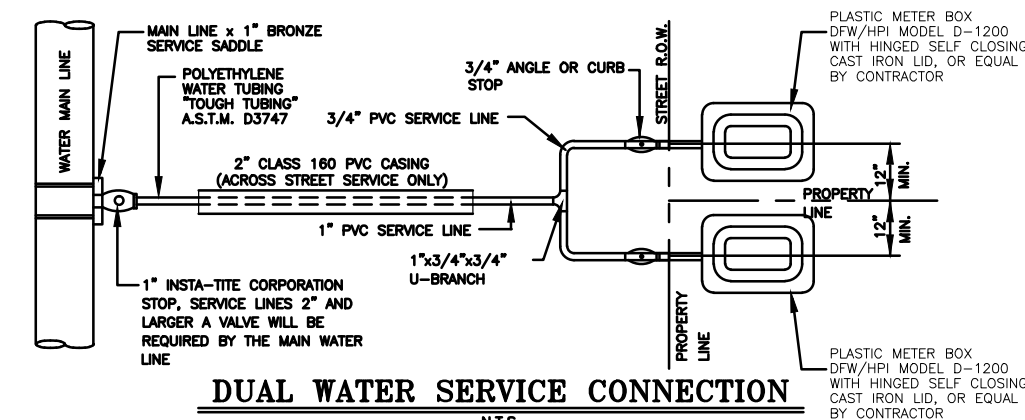 MAIN LINE x 1" BRONZE
SERVICE SADDLE
WATER MAIN LINE
POLYETHYLENE
WATER TUBING
"TOUGH TUBING"
A.S.T.M. D3747
3/4" PVC SERVICE LINE
3/4" ANGLE OR CURB
STOP
STREET R.O.W.
PLASTIC METER BOX
DFW/HPI MODEL D-1200
WITH HINGED SELF CLOSING
CAST IRON LID, OR EQUAL
BY CONTRACTOR
2" CLASS 160 PVC CASING
(ACROSS STREET SERVICE ONLY)
1" PVC SERVICE LINE
1"x3/4"x3/4"
U-BRANCH
12"
MIN.
PROPERTY
LINE
12"
MIN.
1" INSTA-TITE CORPORATION
STOP, SERVICE LINES 2" AND
LARGER A VALVE WILL BE
REQUIRED BY THE MAIN WATER
LINE
PROPERTY
LINE
PLASTIC METER BOX
DFW/HPI MODEL D-1200
WITH HINGED SELF CLOSING
CAST IRON LID, OR EQUAL
BY CONTRACTOR
DUAL WATER SERVICE CONNECTION
N.T.S.